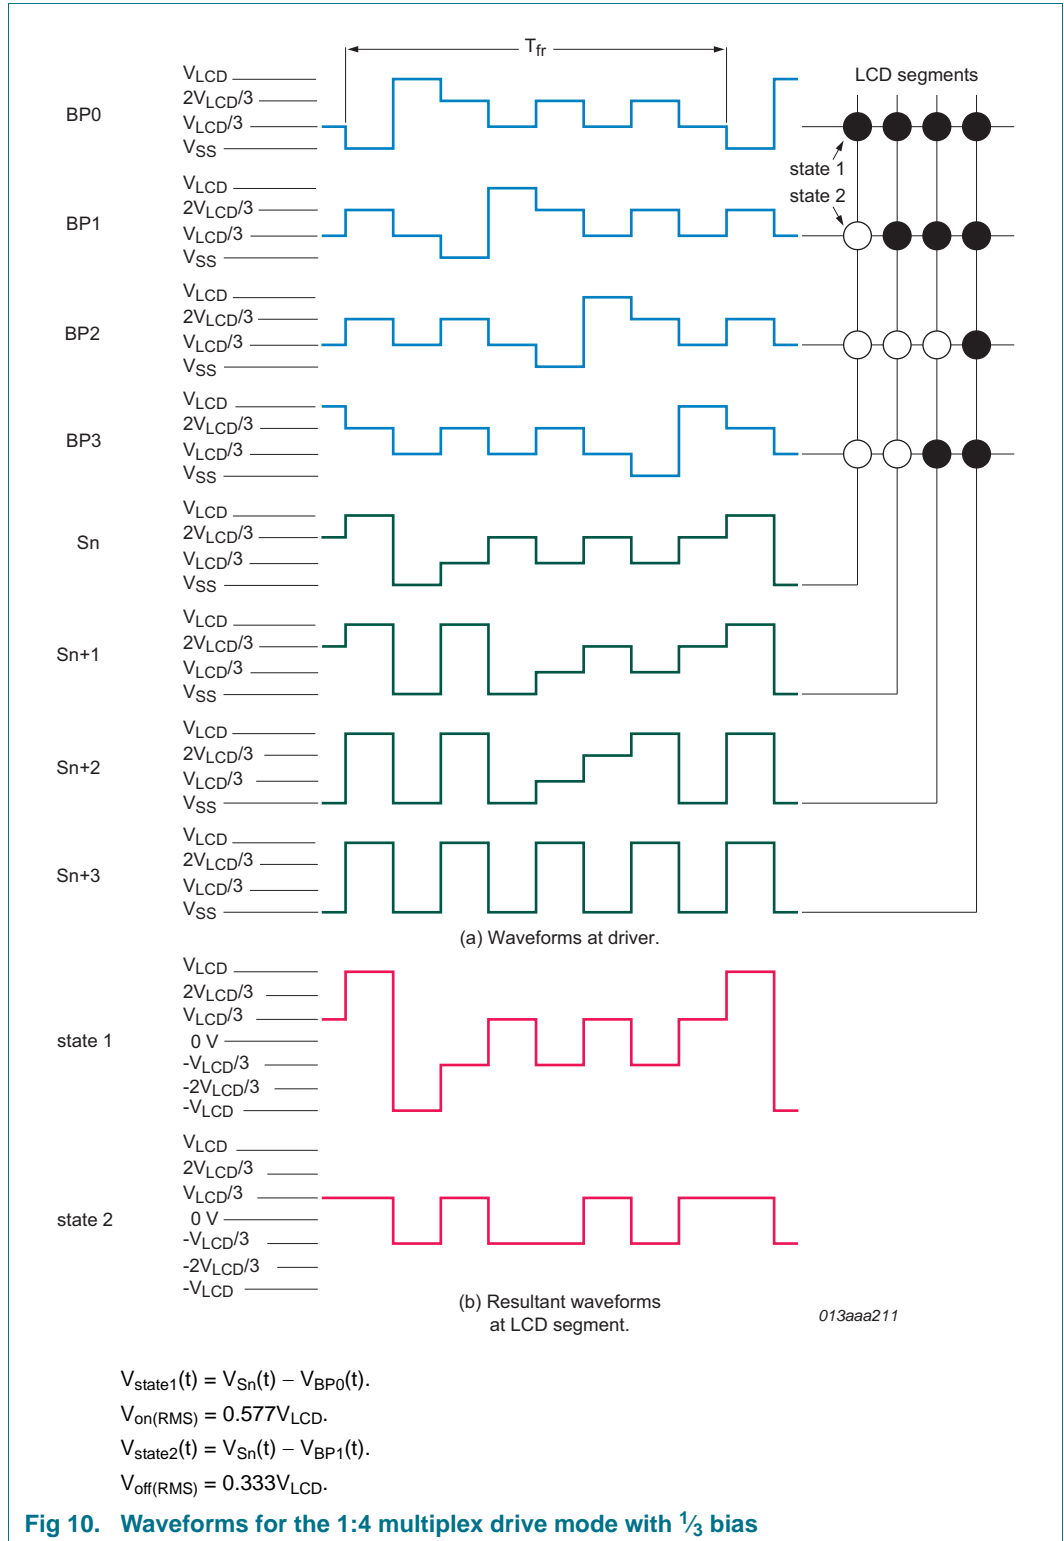 T_fr
LCD segments
BP0
V_LCD
2V_LCD/3
V_LCD/3
V_SS
state 1
state 2
BP1
V_LCD
2V_LCD/3
V_LCD/3
V_SS
BP2
V_LCD
2V_LCD/3
V_LCD/3
V_SS
BP3
V_LCD
2V_LCD/3
V_LCD/3
V_SS
Sn
V_LCD
2V_LCD/3
V_LCD/3
V_SS
Sn+1
V_LCD
2V_LCD/3
V_LCD/3
V_SS
Sn+2
V_LCD
2V_LCD/3
V_LCD/3
V_SS
Sn+3
V_LCD
2V_LCD/3
V_LCD/3
V_SS
(a) Waveforms at driver.
state 1
V_LCD
2V_LCD/3
V_LCD/3
0 V
-V_LCD/3
-2V_LCD/3
-V_LCD
state 2
V_LCD
2V_LCD/3
V_LCD/3
0 V
-V_LCD/3
-2V_LCD/3
-V_LCD
(b) Resultant waveforms
at LCD segment.
013aaa211
V_state1(t) = V_Sn(t) − V_BP0(t).
V_on(RMS) = 0.577V_LCD.
V_state2(t) = V_Sn(t) − V_BP1(t).
V_off(RMS) = 0.333V_LCD.
Fig 10. Waveforms for the 1:4 multiplex drive mode with 1⁄3 bias